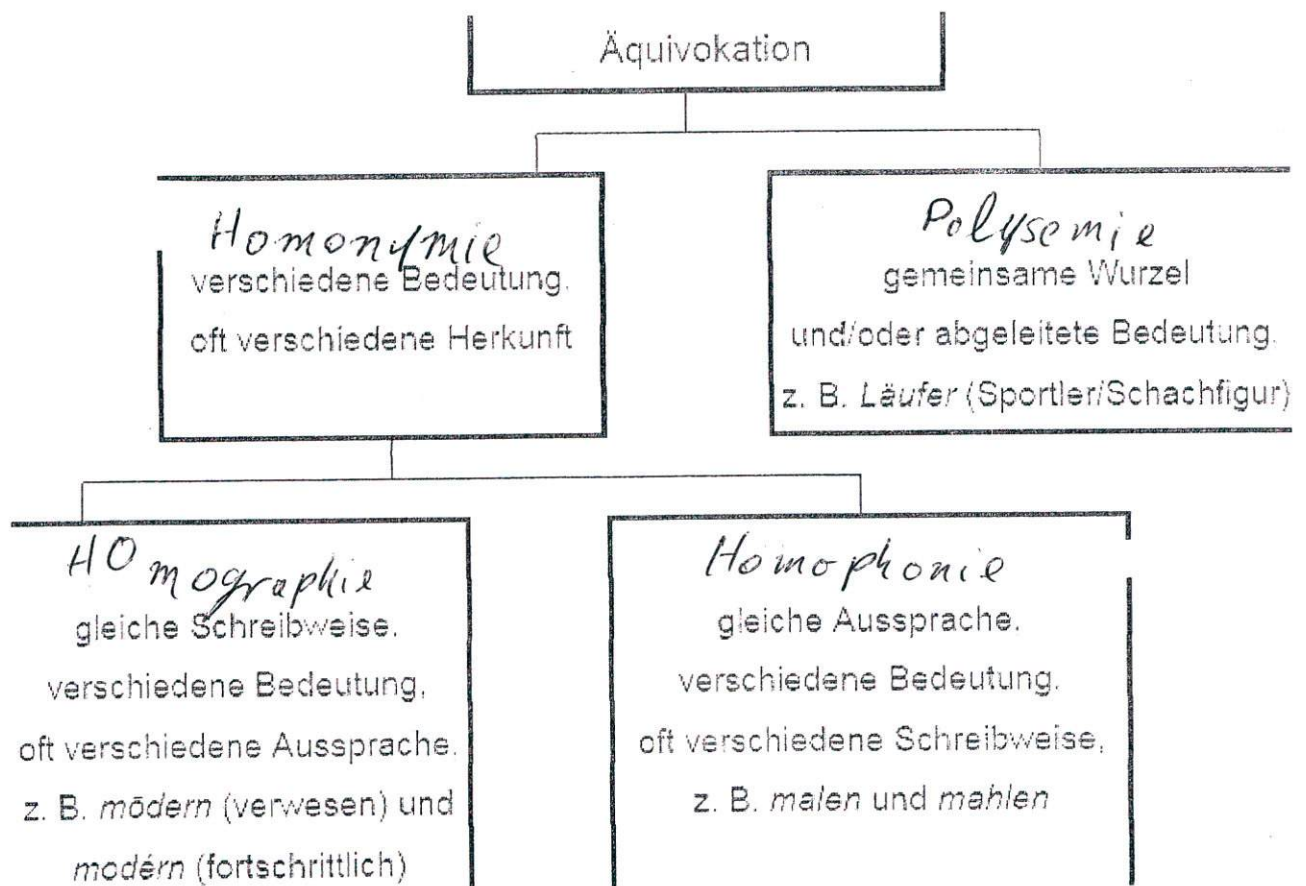 Äquivokation
Homonymie
verschiedene Bedeutung,
oft verschiedene Herkunft
Polysemie
gemeinsame Wurzel
und/oder abgeleitete Bedeutung,
z. B. Läufer (Sportler/Schachfigur)
HOmographie
gleiche Schreibweise,
verschiedene Bedeutung,
oft verschiedene Aussprache,
z. B. mōdern (verwesen) und
modérn (fortschrittlich)
Homophonie
gleiche Aussprache,
verschiedene Bedeutung,
oft verschiedene Schreibweise,
z. B. malen und mahlen